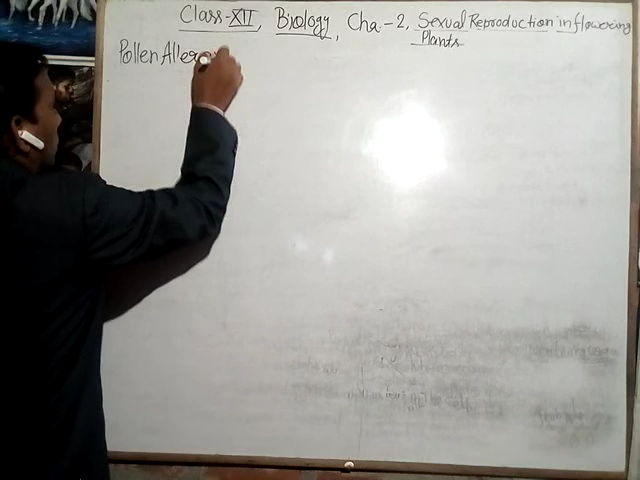 Class-XII, Biology, Cha-2, Sexual Reproduction in flowering
Plants
Pollen Aller